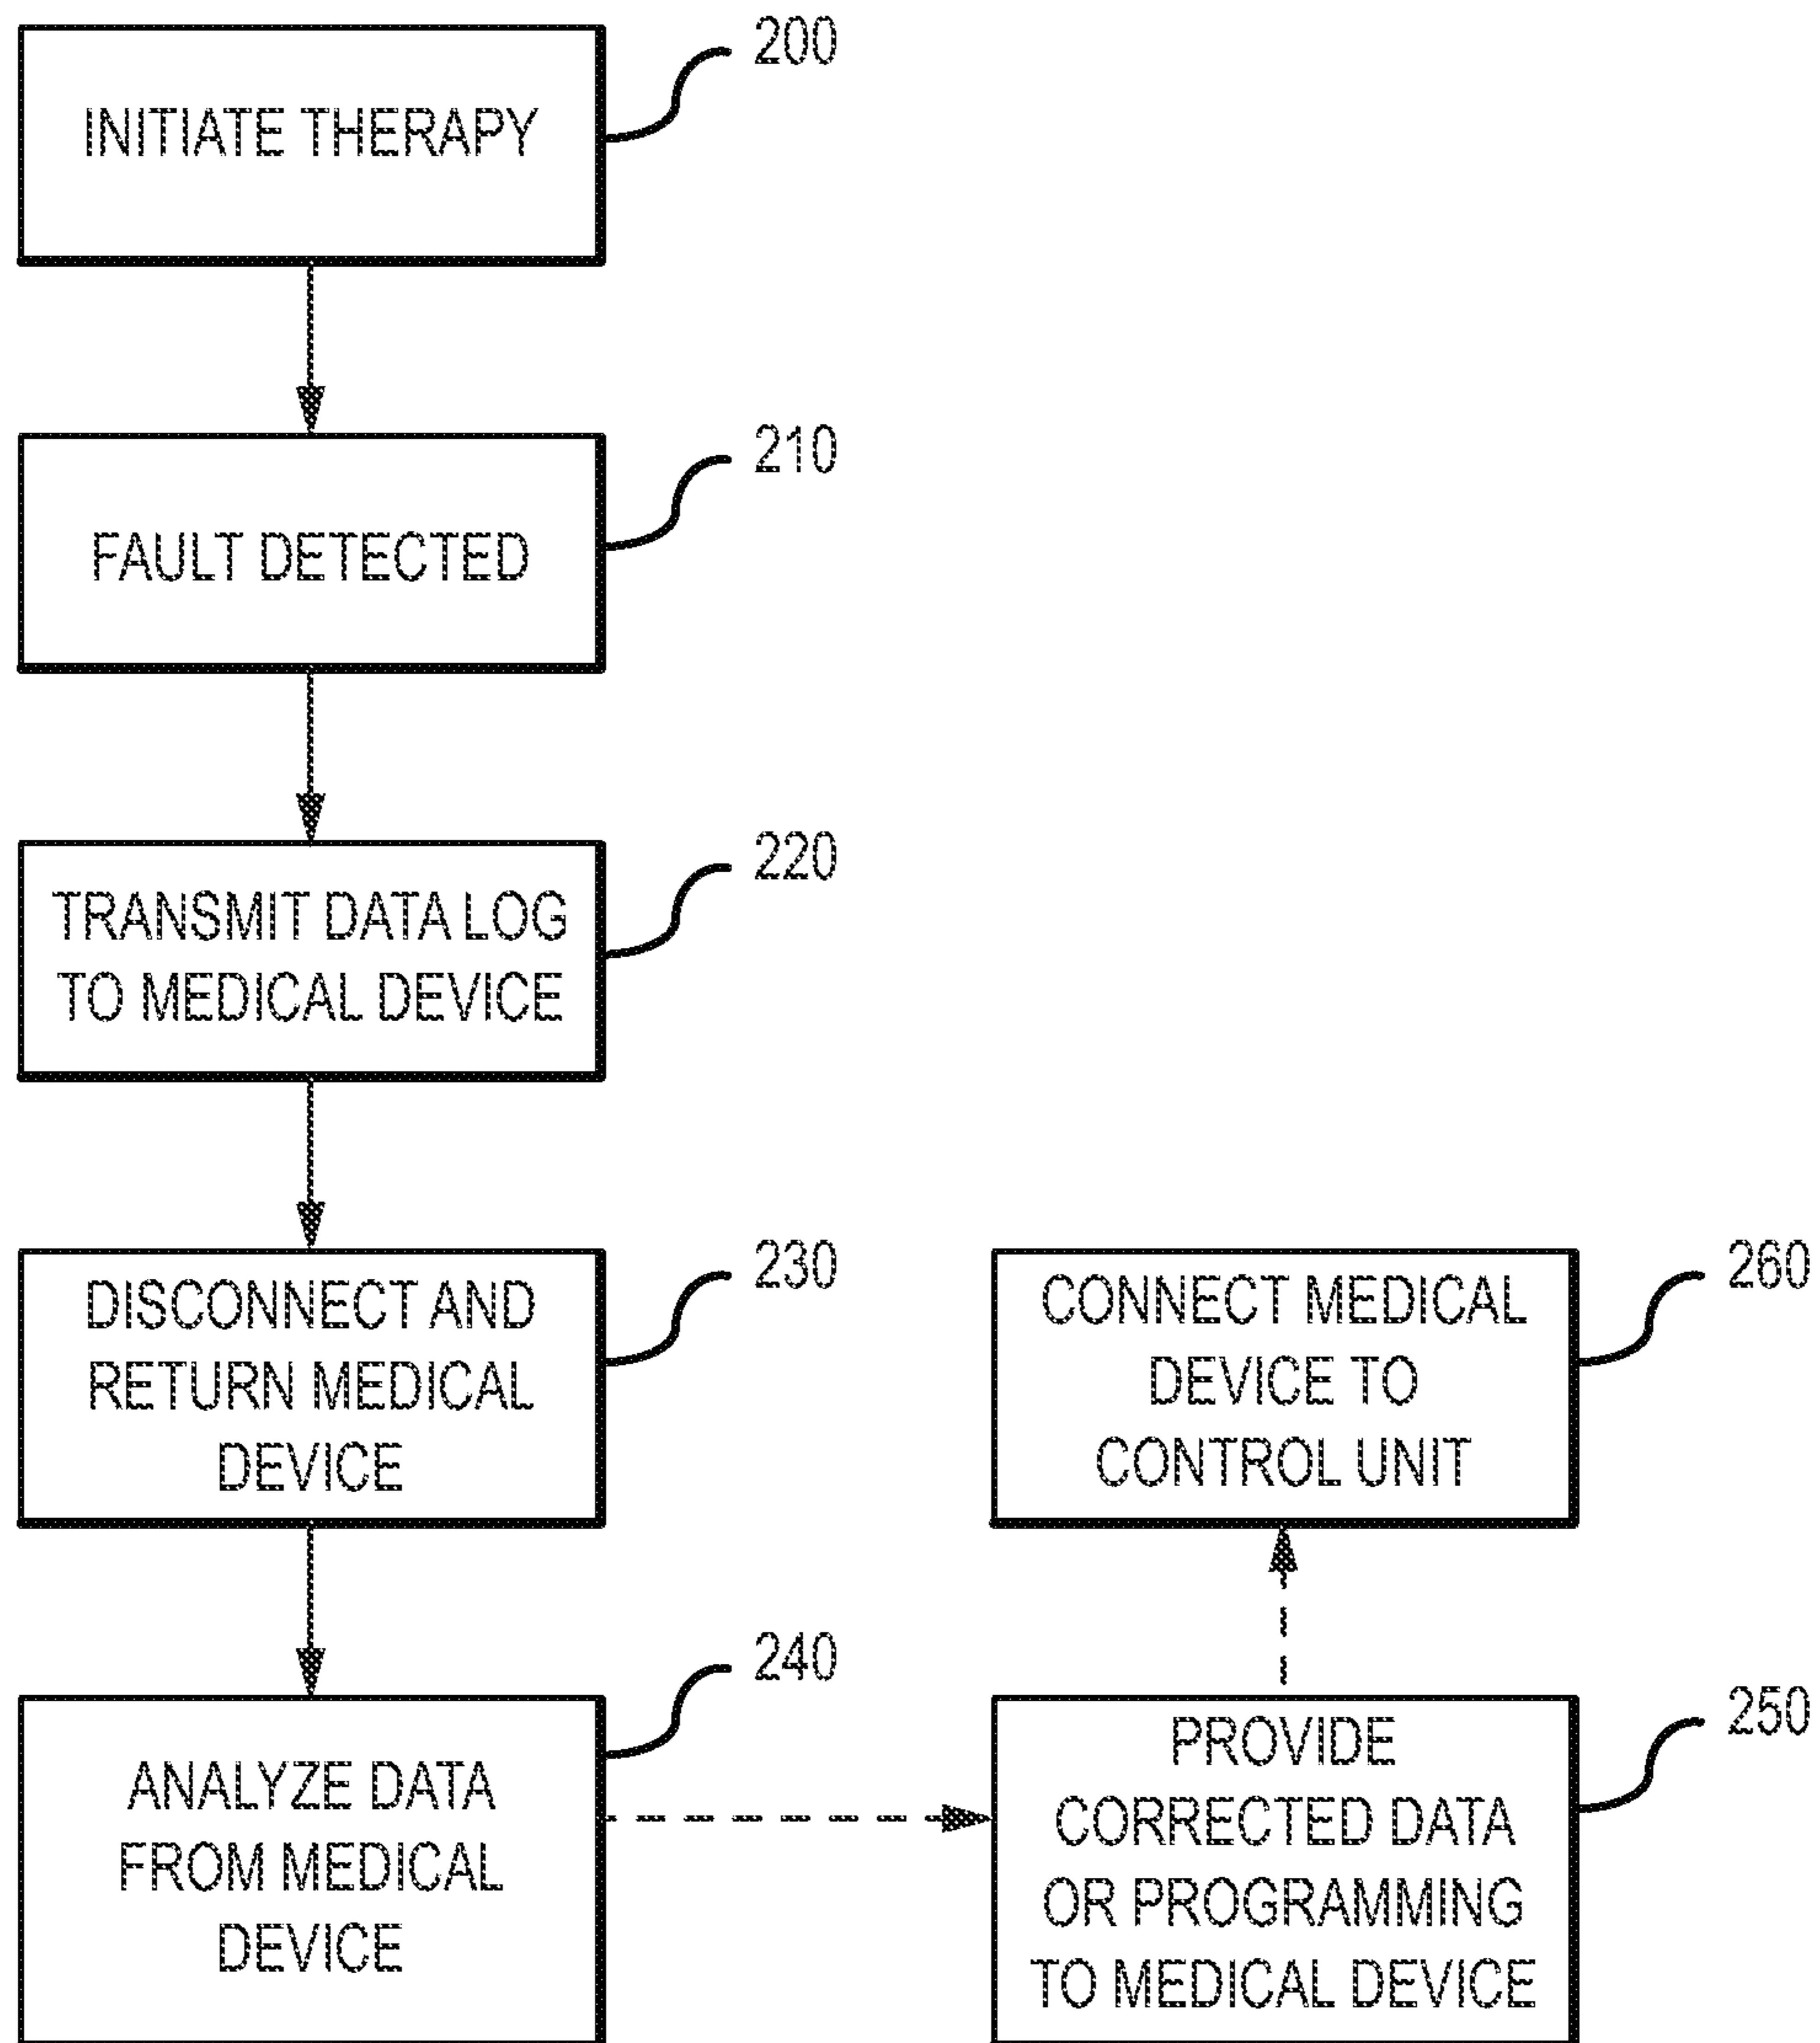 INITIATE THERAPY
200
FAULT DETECTED
210
TRANSMIT DATA LOG
TO MEDICAL DEVICE
220
DISCONNECT AND
RETURN MEDICAL
DEVICE
230
ANALYZE DATA
FROM MEDICAL
DEVICE
240
PROVIDE
CORRECTED DATA
OR PROGRAMMING
TO MEDICAL DEVICE
250
CONNECT MEDICAL
DEVICE TO
CONTROL UNIT
260